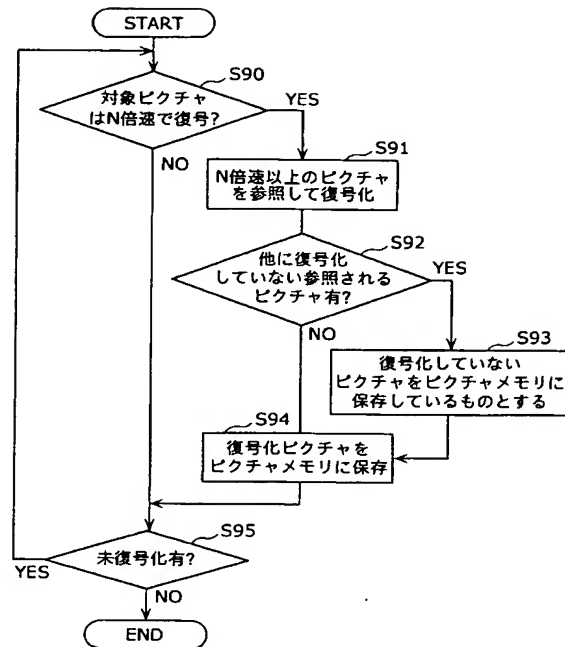 START
S90
対象ピクチャ
はN倍速で復号?
YES
NO
S91
N倍速以上のピクチャ
を参照して復号化
S92
他に復号化
していない参照される
ピクチャ有?
YES
NO
S93
復号化していない
ピクチャをピクチャメモリに
保存しているものとする
S94
復号化ピクチャを
ピクチャメモリに保存
S95
未復号化有?
YES
NO
END